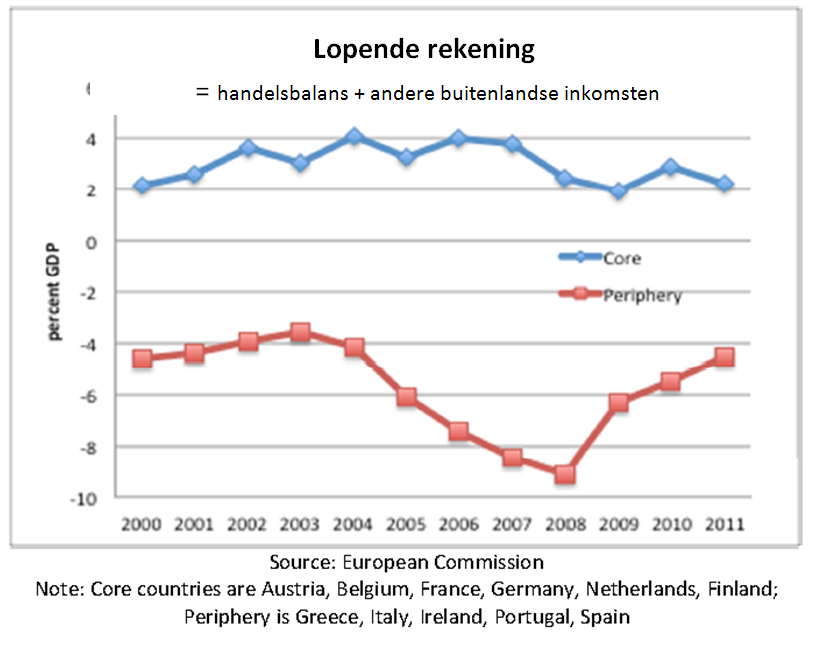 Lopende rekening
= handelsbalans + andere buitenlandse inkomsten
4
2
0
-2
-4
-6
-8
-10
percent GDP
Core
Periphery
2000 2001 2002 2003 2004 2005 2006 2007 2008 2009 2010 2011
Source: European Commission
Note: Core countries are Austria, Belgium, France, Germany, Netherlands, Finland;
Periphery is Greece, Italy, Ireland, Portugal, Spain